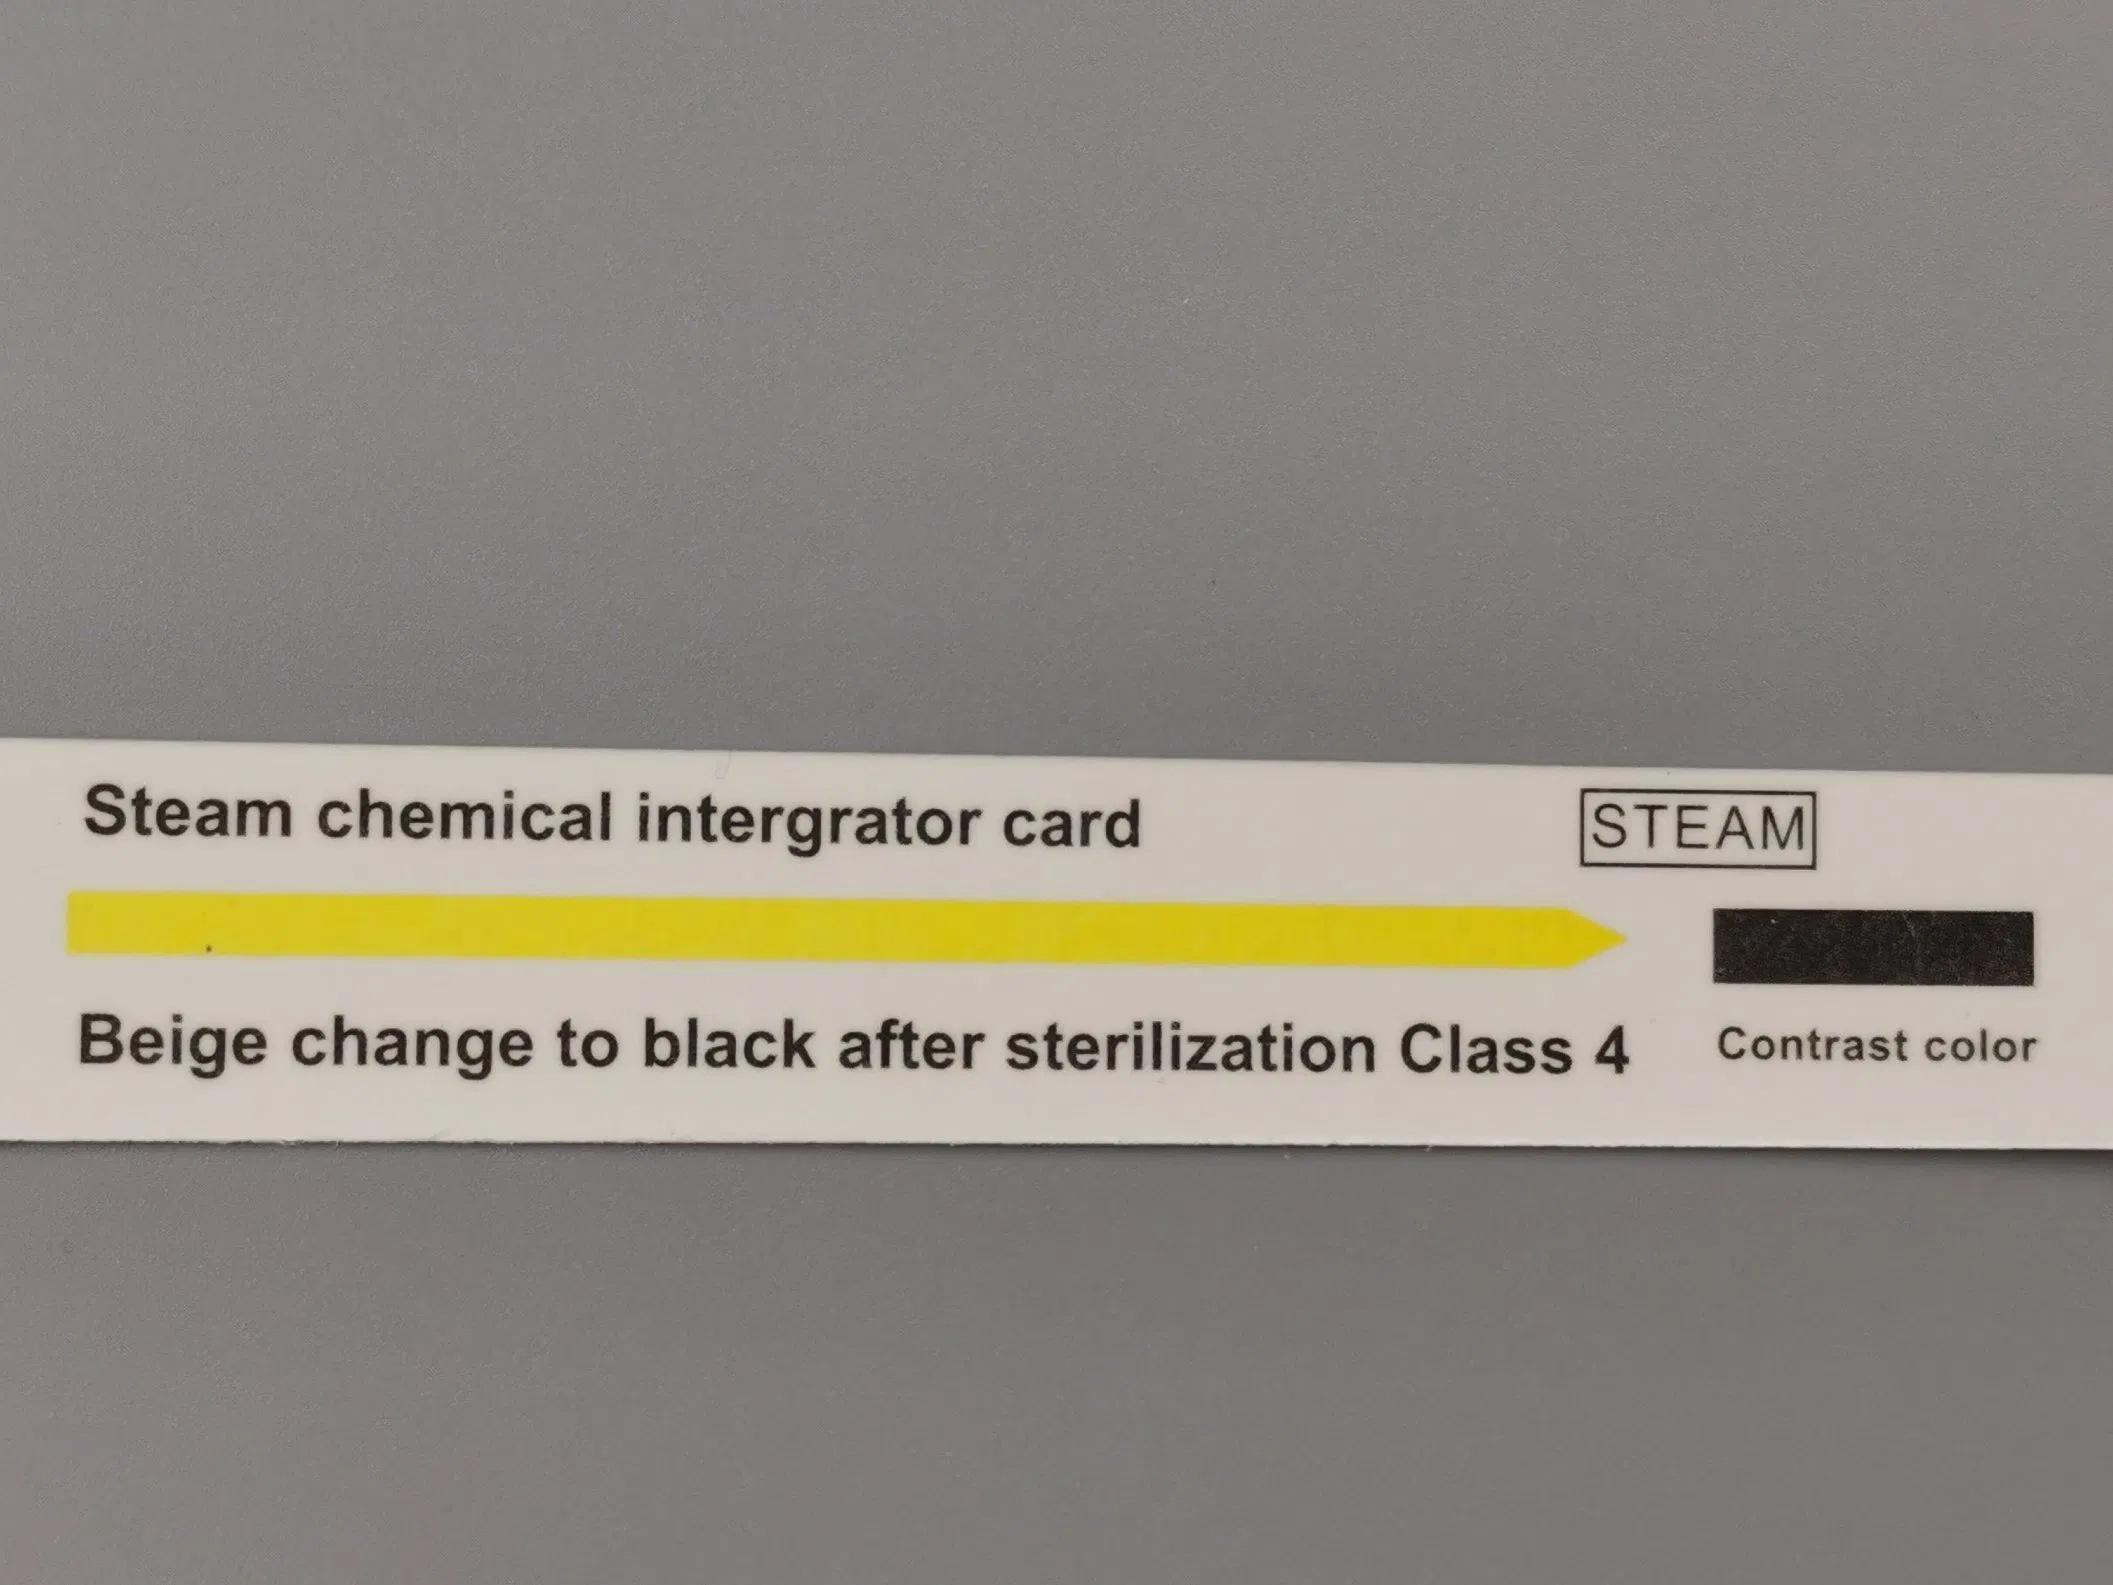 Steam chemical intergrator card
STEAM
Beige change to black after sterilization Class 4
Contrast color